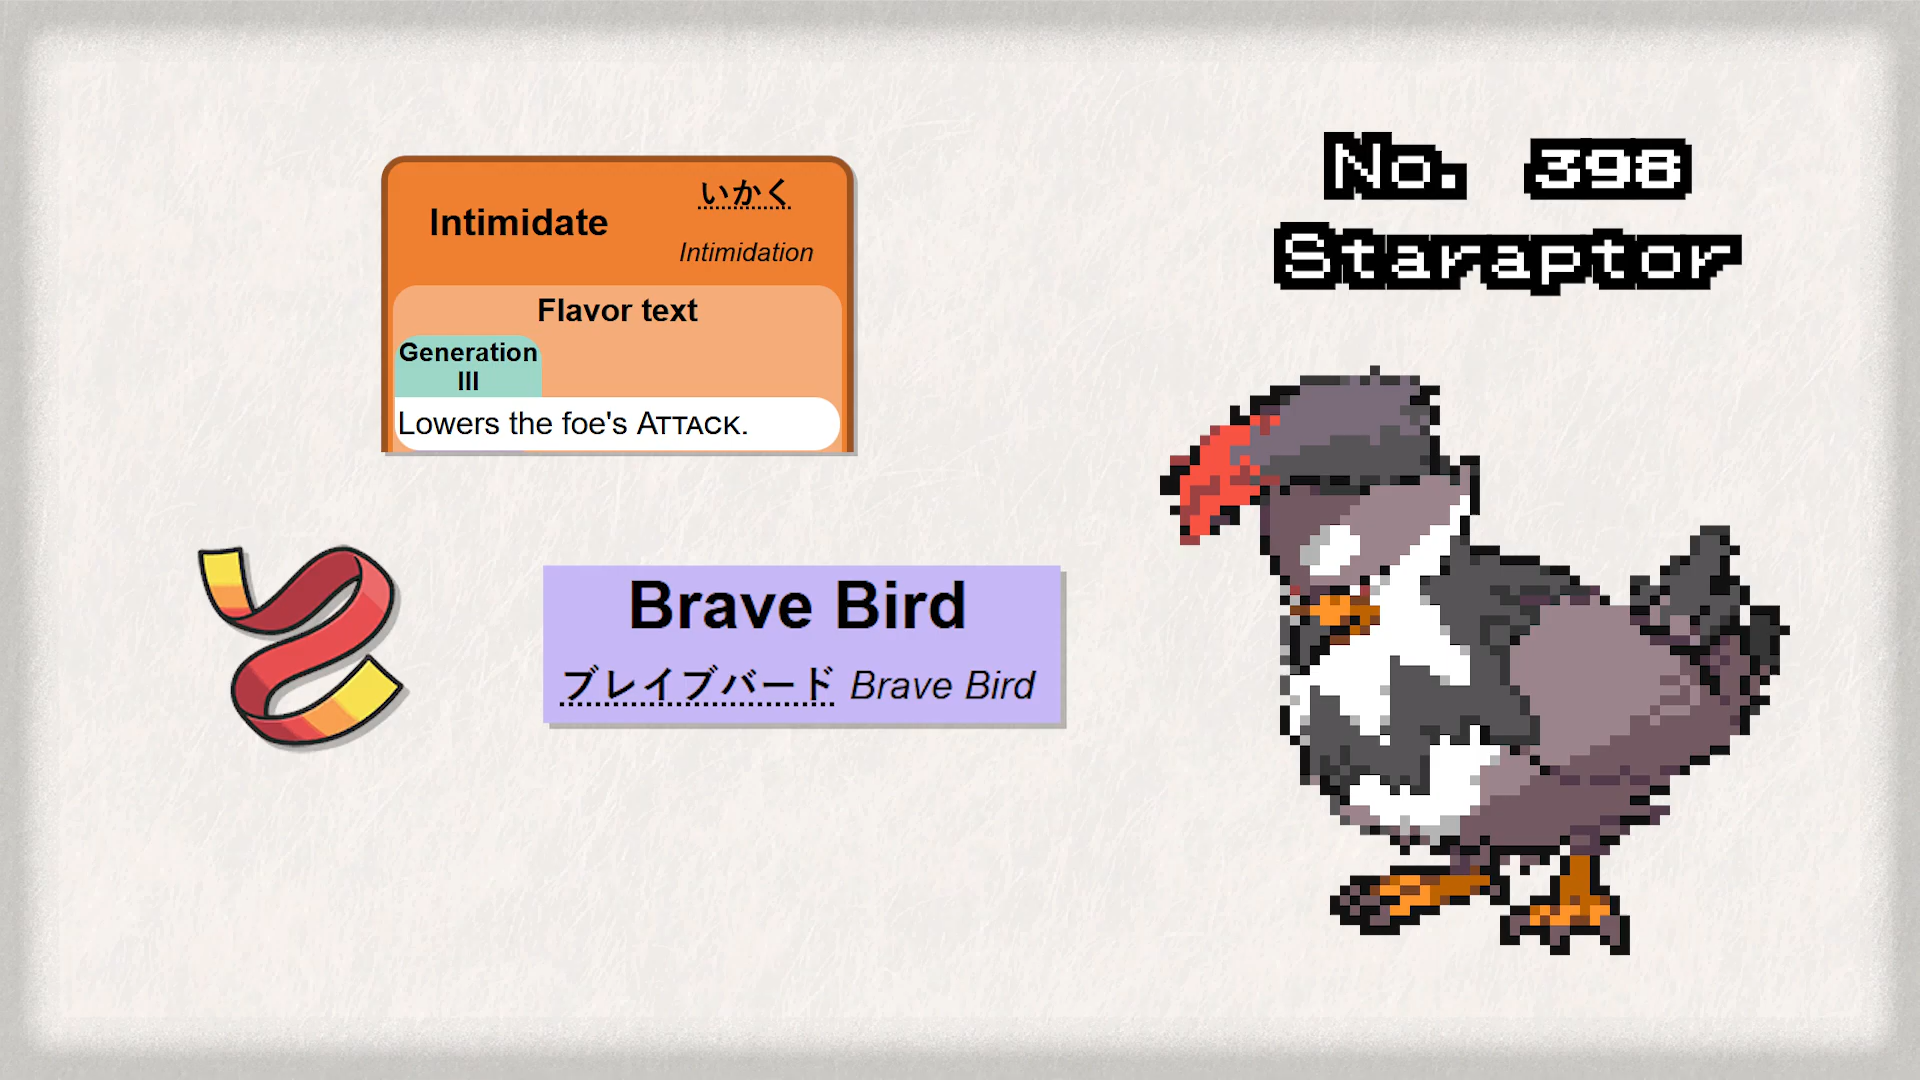 No. 398
Staraptor
Intimidate
いかく
Intimidation
Flavor text
Generation
III
Lowers the foe's ATTACK.
Brave Bird
ブレイブバード Brave Bird